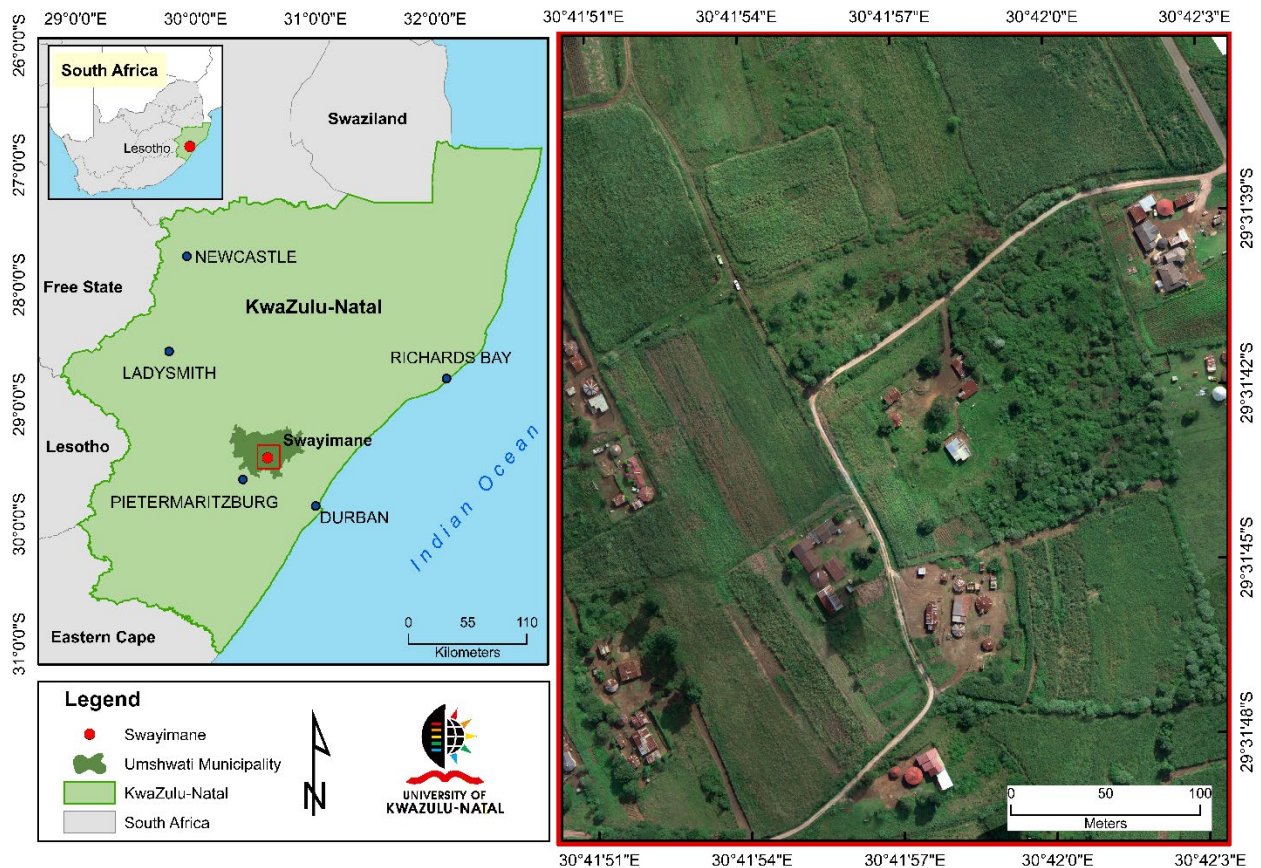 29°0'0"E 30°0'0"E 31°0'0"E 32°0'0"E
26°0'0"S
27°0'0"S
28°0'0"S
29°0'0"S
30°0'0"S
31°0'0"S
South Africa
Lesotho
Swaziland
NEWCASTLE
Free State
KwaZulu-Natal
RICHARDS BAY
LADYSMITH
Swayimane
Lesotho
PIETERMARITZBURG
DURBAN
Indian Ocean
Eastern Cape
0 55 110
Kilometers
Legend
Swayimane
Umshwati Municipality
KwaZulu-Natal
South Africa
N
UNIVERSITY OF
KWAZULU-NATAL
30°41'51"E 30°41'54"E 30°41'57"E 30°42'0"E 30°42'3"E
29°31'39"S
29°31'42"S
29°31'45"S
29°31'48"S
0 50 100
Meters
30°41'51"E 30°41'54"E 30°41'57"E 30°42'0"E 30°42'3"E